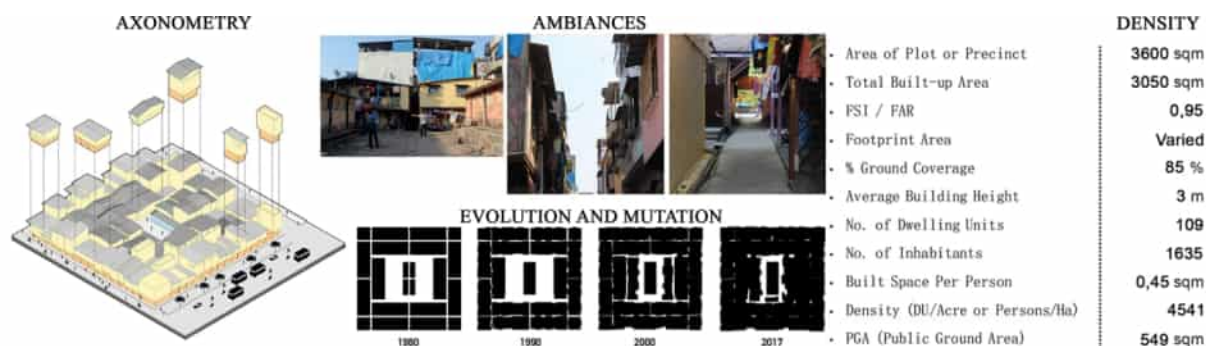 AXONOMETRY
AMBIANCES
EVOLUTION AND MUTATION
1980
1990
2000
2017
DENSITY
Area of Plot or Precinct 3600 sqm
Total Built-up Area 3050 sqm
FSI / FAR 0,95
Footprint Area Varied
% Ground Coverage 85 %
Average Building Height 3 m
No. of Dwelling Units 109
No. of Inhabitants 1635
Built Space Per Person 0,45 sqm
Density (DU/Acre or Persons/Ha) 4541
PGA (Public Ground Area) 549 sqm